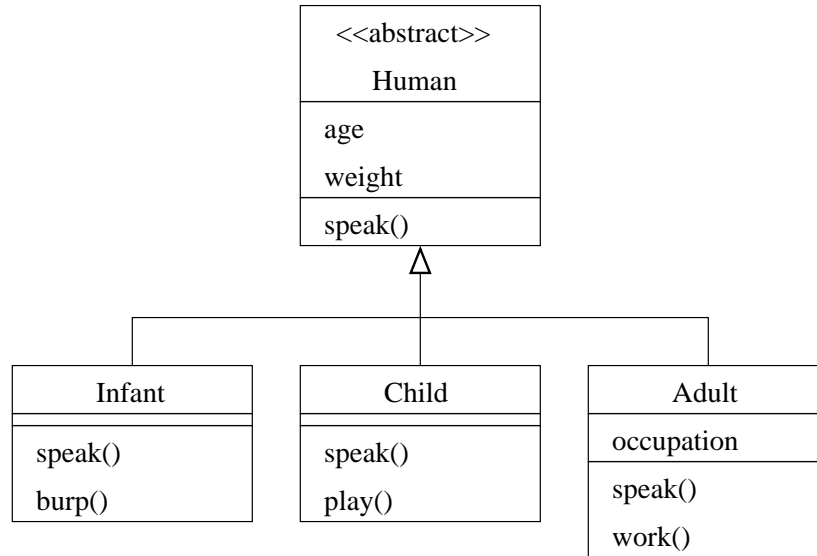 <<abstract>>
Human
age
weight
speak()
Infant
speak()
burp()
Child
speak()
play()
Adult
occupation
speak()
work()